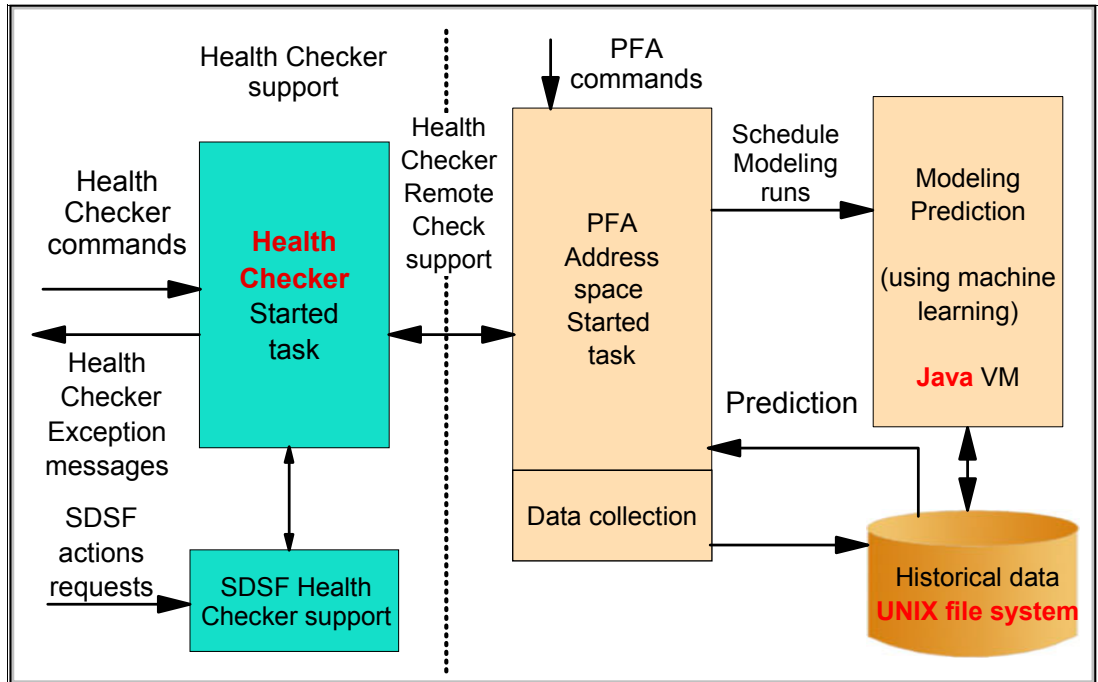 Health Checker
support
PFA
commands
Health
Checker
Remote
Check
support
Schedule
Modeling
runs
Modeling
Prediction
(using machine
learning)
Java VM
Health
Checker
commands
Health
Checker
Started
task
PFA
Address
space
Started
task
Health
Checker
Exception
messages
Prediction
Data collection
SDSF
actions
requests
SDSF Health
Checker support
Historical data
UNIX file system